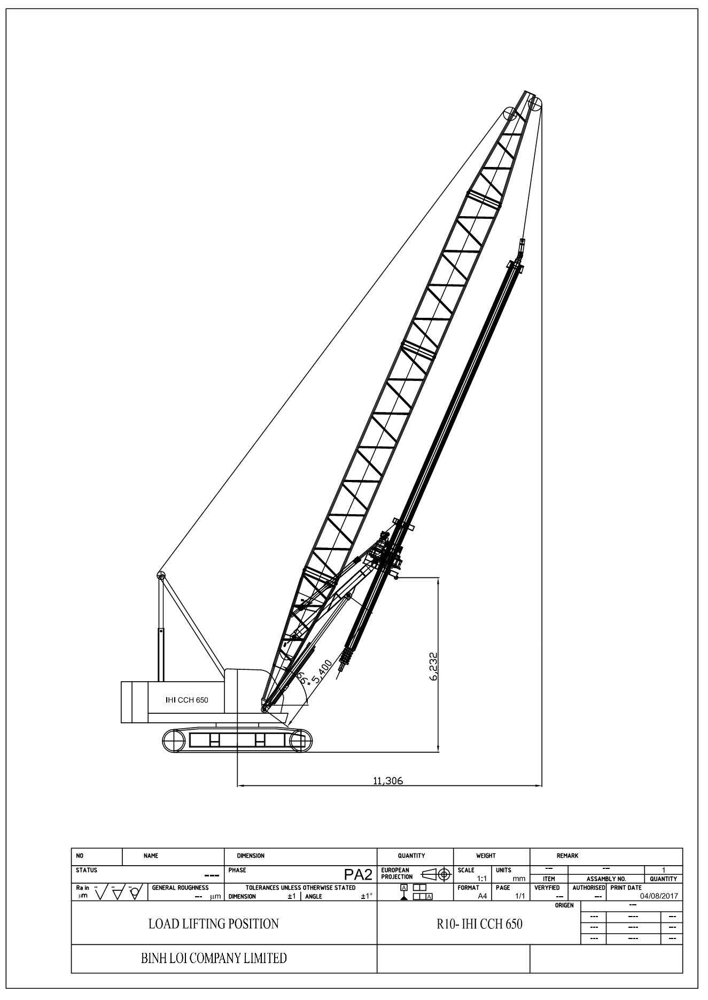 IHI CCH 650
66°
5,400
6,232
11,306
NO NAME DIMENSION QUANTITY WEIGHT REMARK
STATUS --- PHASE PA2 EUROPEAN PROJECTION SCALE 1:1 UNITS mm --- --- 1
ITEM ASSEMBLY NO. QUANTITY
Ra in µm GENERAL ROUGHNESS --- µm TOLERANCES UNLESS OTHERWISE STATED
DIMENSION ±1 ANGLE ±1° A A FORMAT A4 PAGE 1/1 VERYFIED --- AUTHORISED --- PRINT DATE 04/08/2017
LOAD LIFTING POSITION R10- IHI CCH 650 ORIGEN ---
--- ---- ---
--- ---- ---
--- ---- ---
BINH LOI COMPANY LIMITED